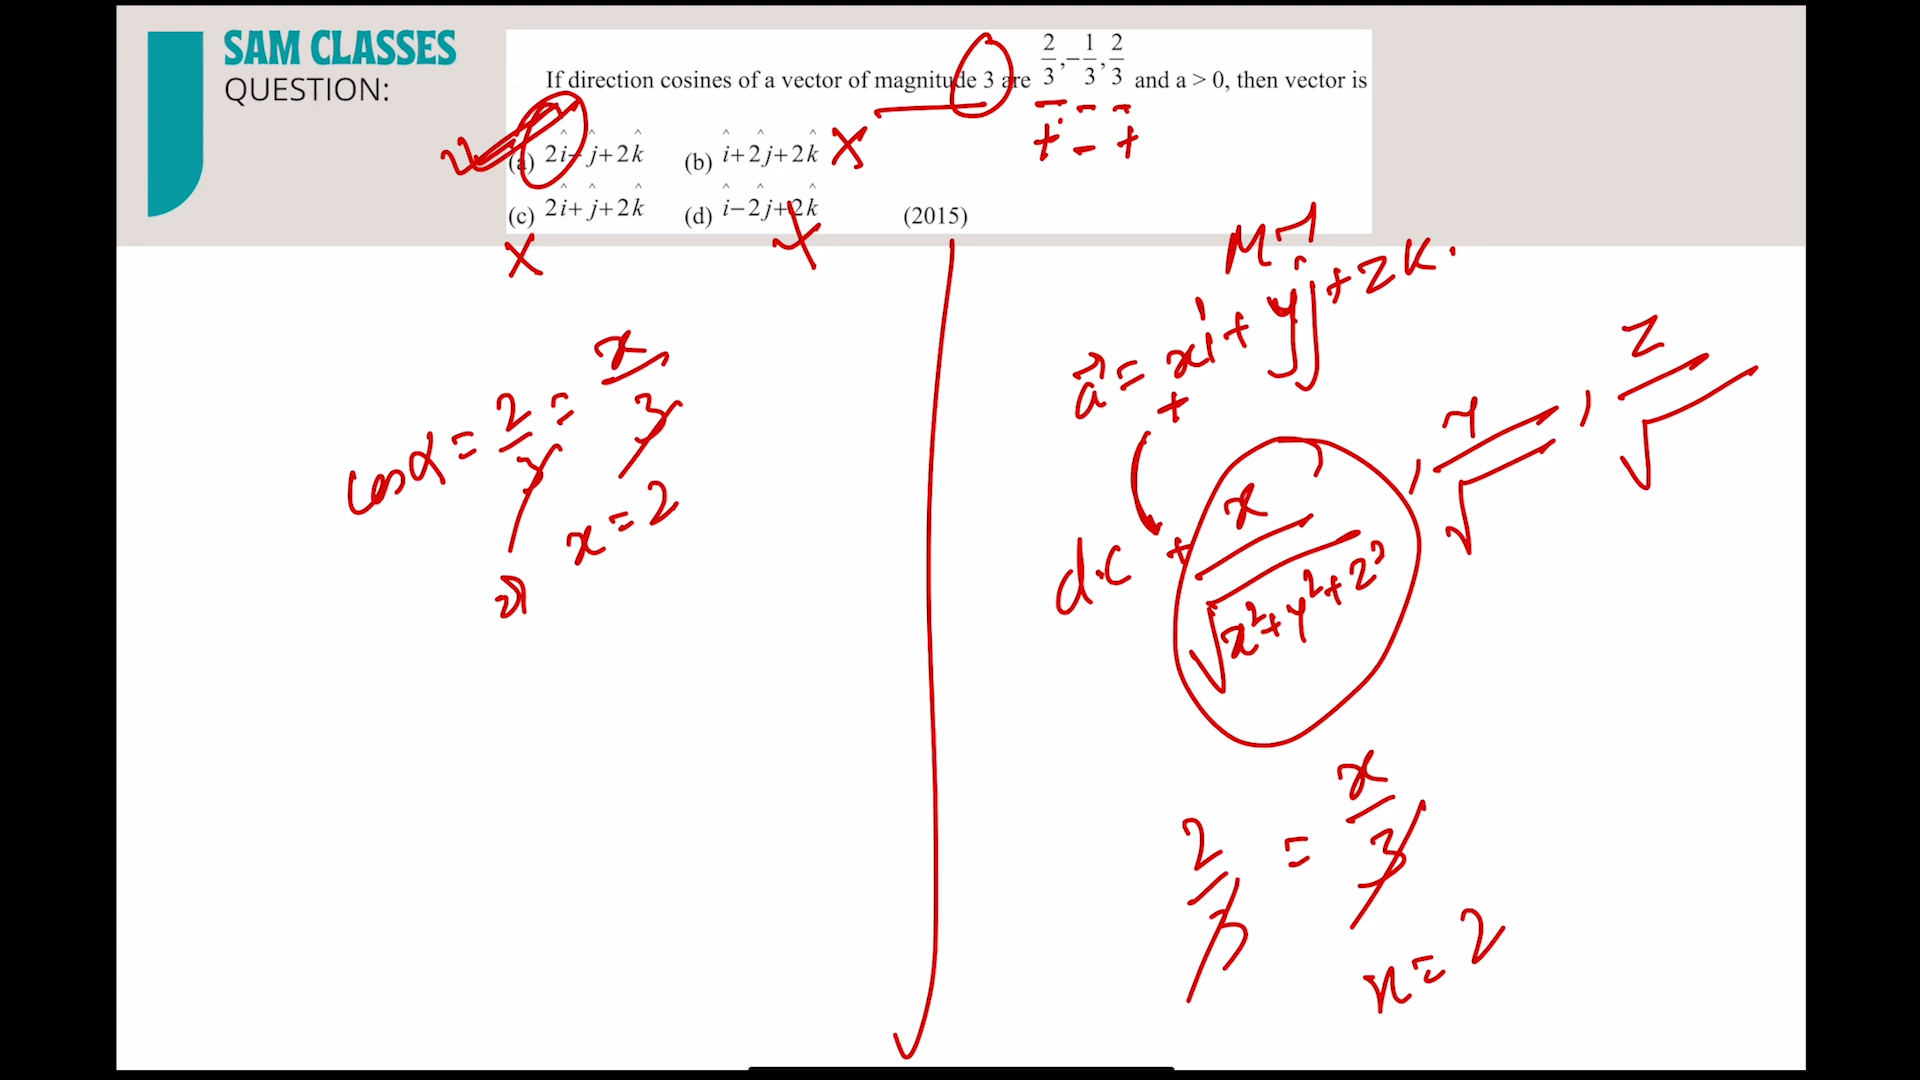 SAM CLASSES
QUESTION:
If direction cosines of a vector of magnitude 3 are 2/3, -1/3, 2/3 and a > 0, then vector is
(a) 2î- ĵ+2k̂ (b) î+2ĵ+2k̂ X
(c) 2î+ ĵ+2k̂ (d) î−2ĵ+2k̂ (2015)
X X
+ - +
M-1
a⃗ = xi + yj + zk.
+
d.c + x/√(x²+y²+z²), y/√, z/√
cosα = 2/3 = x/3
x = 2
2/3 = x/3
x = 2